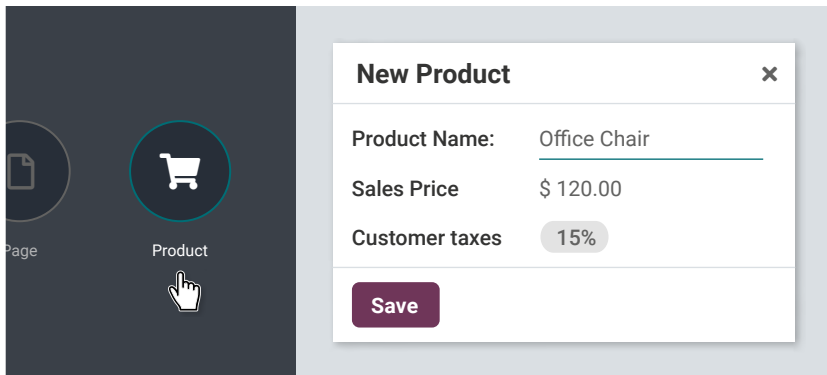 Page
Product
New Product
Product Name: Office Chair
Sales Price $ 120.00
Customer taxes 15%
Save